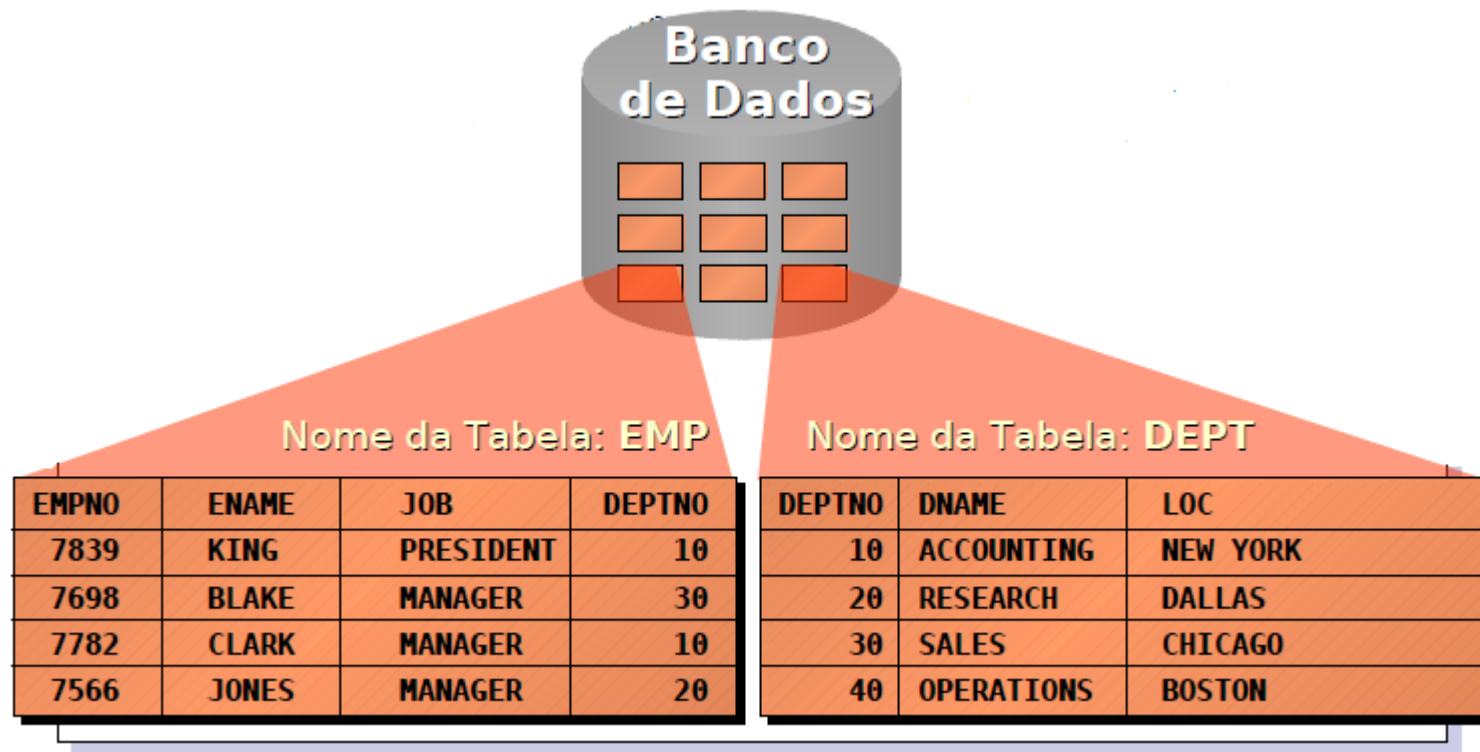 Banco
de Dados
Nome da Tabela: EMP
EMPNO ENAME JOB DEPTNO
7839 KING PRESIDENT 10
7698 BLAKE MANAGER 30
7782 CLARK MANAGER 10
7566 JONES MANAGER 20
Nome da Tabela: DEPT
DEPTNO DNAME LOC
10 ACCOUNTING NEW YORK
20 RESEARCH DALLAS
30 SALES CHICAGO
40 OPERATIONS BOSTON